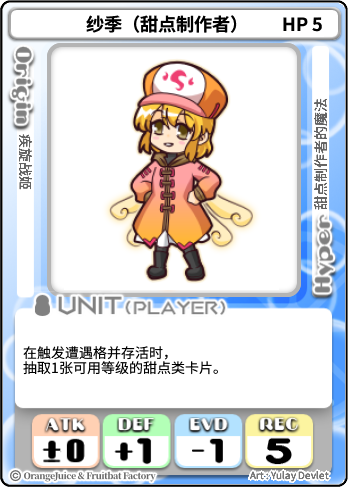 纱季（甜点制作者） HP 5
Origin
疾旋战姬
Hyper 甜点制作者的魔法
UNIT (PLAYER)
在触发遭遇格并存活时，
抽取1张可用等级的甜点类卡片。
ATK DEF EVD REC
±0 +1 -1 5
© OrangeJuice & Fruitbat Factory Art: Yulay Devlet